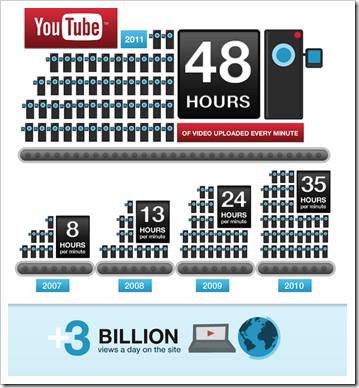 YouTube
2011
48
HOURS
OF VIDEO UPLOADED EVERY MINUTE
8
HOURS
per minute
13
HOURS
per minute
24
HOURS
per minute
35
HOURS
per minute
2007
2008
2009
2010
+3 BILLION
views a day on the site